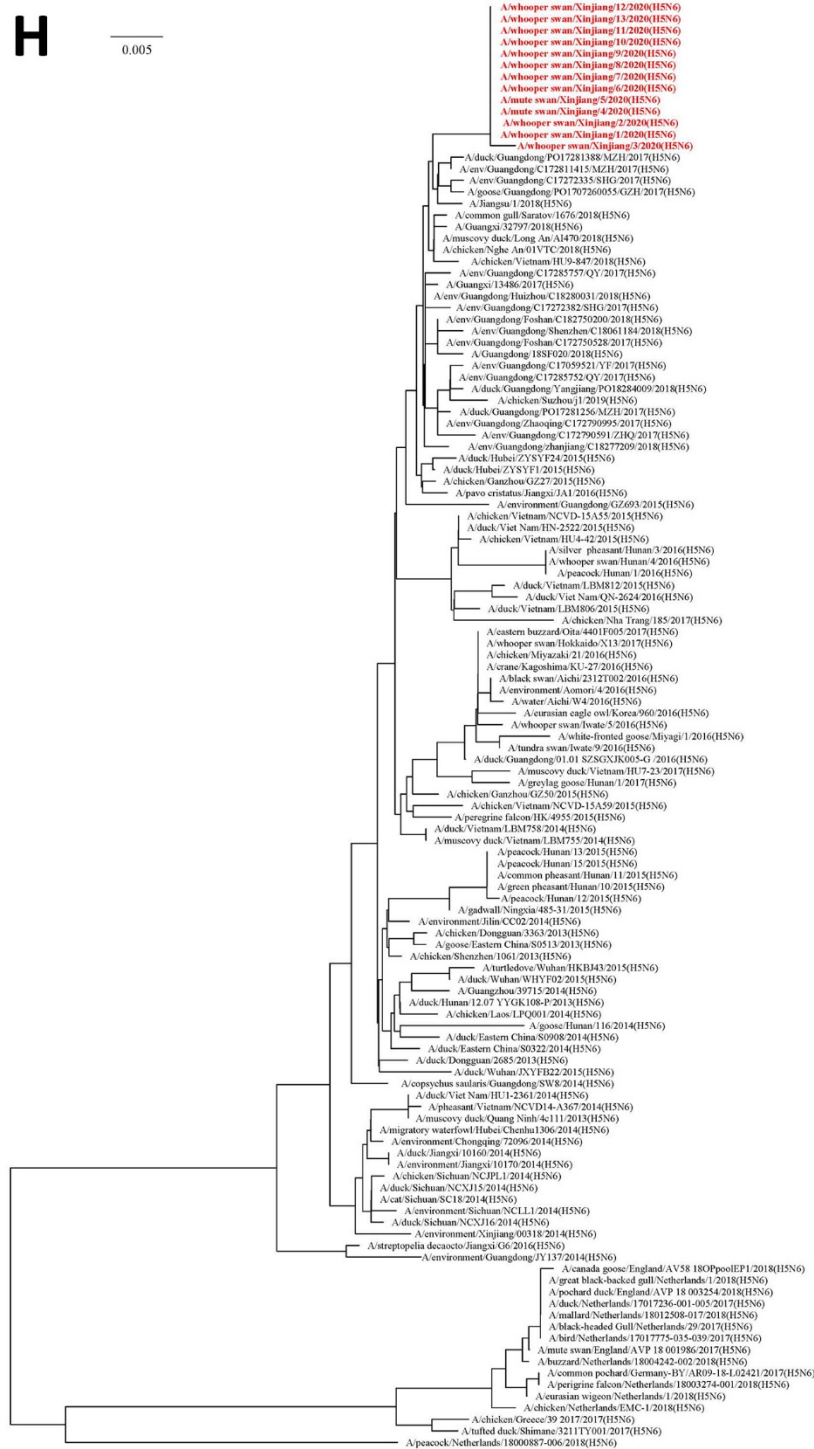 H
0.005
A/whooper swan/Xinjiang/12/2020(H5N6)
A/whooper swan/Xinjiang/13/2020(H5N6)
A/whooper swan/Xinjiang/11/2020(H5N6)
A/whooper swan/Xinjiang/10/2020(H5N6)
A/whooper swan/Xinjiang/9/2020(H5N6)
A/whooper swan/Xinjiang/8/2020(H5N6)
A/whooper swan/Xinjiang/7/2020(H5N6)
A/whooper swan/Xinjiang/6/2020(H5N6)
A/mute swan/Xinjiang/5/2020(H5N6)
A/mute swan/Xinjiang/4/2020(H5N6)
A/whooper swan/Xinjiang/2/2020(H5N6)
A/whooper swan/Xinjiang/1/2020(H5N6)
A/whooper swan/Xinjiang/3/2020(H5N6)
A/duck/Guangdong/PO17281388/MZH/2017(H5N6)
A/env/Guangdong/C172811415/MZH/2017(H5N6)
A/env/Guangdong/C17272335/SHG/2017(H5N6)
A/goose/Guangdong/PO1707260055/GZH/2017(H5N6)
A/Jiangsu/1/2018(H5N6)
A/common gull/Saratov/1676/2018(H5N6)
A/Guangxi/32797/2018(H5N6)
A/muscovy duck/Long An/AI470/2018(H5N6)
A/chicken/Nghe An/01VTC/2018(H5N6)
A/chicken/Vietnam/HU9-847/2018(H5N6)
A/env/Guangdong/C17285757/QY/2017(H5N6)
A/Guangxi/13486/2017(H5N6)
A/env/Guangdong/Huizhou/C18280031/2018(H5N6)
A/env/Guangdong/C17272382/SHG/2017(H5N6)
A/env/Guangdong/Foshan/C182750200/2018(H5N6)
A/env/Guangdong/Shenzhen/C18061184/2018(H5N6)
A/env/Guangdong/Foshan/C172750528/2017(H5N6)
A/Guangdong/18SF020/2018(H5N6)
A/env/Guangdong/C17059521/YF/2017(H5N6)
A/env/Guangdong/C17285752/QY/2017(H5N6)
A/duck/Guangdong/Yangjiang/PO18284009/2018(H5N6)
A/chicken/Suzhou/j1/2019(H5N6)
A/duck/Guangdong/PO17281256/MZH/2017(H5N6)
A/env/Guangdong/Zhaoqing/C172790995/2017(H5N6)
A/env/Guangdong/C172790591/ZHQ/2017(H5N6)
A/env/Guangdong/zhanjiang/C18277209/2018(H5N6)
A/duck/Hubei/ZYSYF24/2015(H5N6)
A/duck/Hubei/ZYSYF1/2015(H5N6)
A/chicken/Ganzhou/GZ27/2015(H5N6)
A/pavo cristatus/Jiangxi/JA1/2016(H5N6)
A/environment/Guangdong/GZ693/2015(H5N6)
A/chicken/Vietnam/NCVD-15A55/2015(H5N6)
A/duck/Viet Nam/HN-2522/2015(H5N6)
A/chicken/Vietnam/HU4-42/2015(H5N6)
A/silver pheasant/Hunan/3/2016(H5N6)
A/whooper swan/Hunan/4/2016(H5N6)
A/peacock/Hunan/1/2016(H5N6)
A/duck/Vietnam/LBM812/2015(H5N6)
A/duck/Viet Nam/QN-2624/2016(H5N6)
A/duck/Vietnam/LBM806/2015(H5N6)
A/chicken/Nha Trang/185/2017(H5N6)
A/eastern buzzard/Oita/4401F005/2017(H5N6)
A/whooper swan/Hokkaido/X13/2017(H5N6)
A/chicken/Miyazaki/21/2016(H5N6)
A/crane/Kagoshima/KU-27/2016(H5N6)
A/black swan/Aichi/2312T002/2016(H5N6)
A/environment/Aomori/4/2016(H5N6)
A/water/Aichi/W4/2016(H5N6)
A/eurasian eagle owl/Korea/960/2016(H5N6)
A/whooper swan/Iwate/5/2016(H5N6)
A/white-fronted goose/Miyagi/1/2016(H5N6)
A/tundra swan/Iwate/9/2016(H5N6)
A/duck/Guangdong/01.01 SZSGXJK005-G /2016(H5N6)
A/muscovy duck/Vietnam/HU7-23/2017(H5N6)
A/greylag goose/Hunan/1/2017(H5N6)
A/chicken/Ganzhou/GZ50/2015(H5N6)
A/chicken/Vietnam/NCVD-15A59/2015(H5N6)
A/peregrine falcon/HK/4955/2015(H5N6)
A/duck/Vietnam/LBM758/2014(H5N6)
A/muscovy duck/Vietnam/LBM755/2014(H5N6)
A/peacock/Hunan/13/2015(H5N6)
A/peacock/Hunan/15/2015(H5N6)
A/common pheasant/Hunan/11/2015(H5N6)
A/green pheasant/Hunan/10/2015(H5N6)
A/peacock/Hunan/12/2015(H5N6)
A/gadwall/Ningxia/485-31/2015(H5N6)
A/environment/Jilin/CC02/2014(H5N6)
A/chicken/Dongguan/3363/2013(H5N6)
A/goose/Eastern China/S0513/2013(H5N6)
A/chicken/Shenzhen/1061/2013(H5N6)
A/turtledove/Wuhan/HKBJ43/2015(H5N6)
A/duck/Wuhan/WHYF02/2015(H5N6)
A/Guangzhou/39715/2014(H5N6)
A/duck/Hunan/12.07 YYGK108-P/2013(H5N6)
A/chicken/Laos/LPQ001/2014(H5N6)
A/goose/Hunan/116/2014(H5N6)
A/duck/Eastern China/S0908/2014(H5N6)
A/duck/Eastern China/S0322/2014(H5N6)
A/duck/Dongguan/2685/2013(H5N6)
A/duck/Wuhan/JXYFB22/2015(H5N6)
A/copsychus saularis/Guangdong/SW8/2014(H5N6)
A/duck/Viet Nam/HU1-2361/2014(H5N6)
A/pheasant/Vietnam/NCVD14-A367/2014(H5N6)
A/muscovy duck/Quang Ninh/4c111/2013(H5N6)
A/migratory waterfowl/Hubei/Chenhu1306/2014(H5N6)
A/environment/Chongqing/72096/2014(H5N6)
A/duck/Jiangxi/10160/2014(H5N6)
A/environment/Jiangxi/10170/2014(H5N6)
A/chicken/Sichuan/NCJPL1/2014(H5N6)
A/duck/Sichuan/NCXJ15/2014(H5N6)
A/cat/Sichuan/SC18/2014(H5N6)
A/environment/Sichuan/NCLL1/2014(H5N6)
A/duck/Sichuan/NCXJ16/2014(H5N6)
A/environment/Xinjiang/00318/2014(H5N6)
A/streptopelia decaocto/Jiangxi/G6/2016(H5N6)
A/environment/Guangdong/JY137/2014(H5N6)
A/canada goose/England/AV58 18OPpoolEP1/2018(H5N6)
A/great black-backed gull/Netherlands/1/2018(H5N6)
A/pochard duck/England/AVP 18 003254/2018(H5N6)
A/duck/Netherlands/17017236-001-005/2017(H5N6)
A/mallard/Netherlands/18012508-017/2018(H5N6)
A/black-headed Gull/Netherlands/29/2017(H5N6)
A/bird/Netherlands/17017775-035-039/2017(H5N6)
A/mute swan/England/AVP 18 001986/2017(H5N6)
A/buzzard/Netherlands/18004242-002/2018(H5N6)
A/common pochard/Germany-BY/AR09-18-L02421/2017(H5N6)
A/perigrine falcon/Netherlands/18003274-001/2018(H5N6)
A/eurasian wigeon/Netherlands/1/2018(H5N6)
A/chicken/Netherlands/EMC-1/2018(H5N6)
A/chicken/Greece/39 2017/2017(H5N6)
A/tufted duck/Shimane/3211TY001/2017(H5N6)
A/peacock/Netherlands/18000887-006/2018(H5N6)